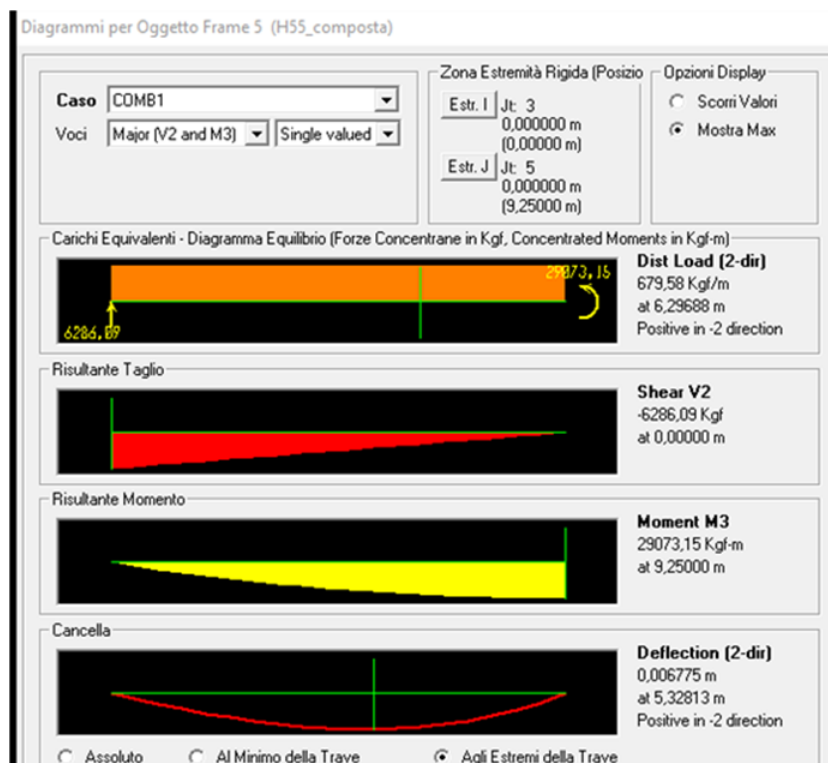 Diagrammi per Oggetto Frame 5 (H55_composta)
Caso COMB1
Voci Major (V2 and M3) Single valued
Zona Estremità Rigida (Posizio
Estr. I Jt: 3
0,000000 m
(0,00000 m)
Estr. J Jt: 5
0,000000 m
(9,25000 m)
Opzioni Display
Scorri Valori
Mostra Max
Carichi Equivalenti - Diagramma Equilibrio (Forze Concentrane in Kgf, Concentrated Moments in Kgf-m)
29073,15
6286,09
Dist Load (2-dir)
679,58 Kgf/m
at 6,29688 m
Positive in -2 direction
Risultante Taglio
Shear V2
-6286,09 Kgf
at 0,00000 m
Risultante Momento
Moment M3
29073,15 Kgf-m
at 9,25000 m
Cancella
Deflection (2-dir)
0,006775 m
at 5,32813 m
Positive in -2 direction
Assoluto Al Minimo della Trave Agli Estremi della Trave